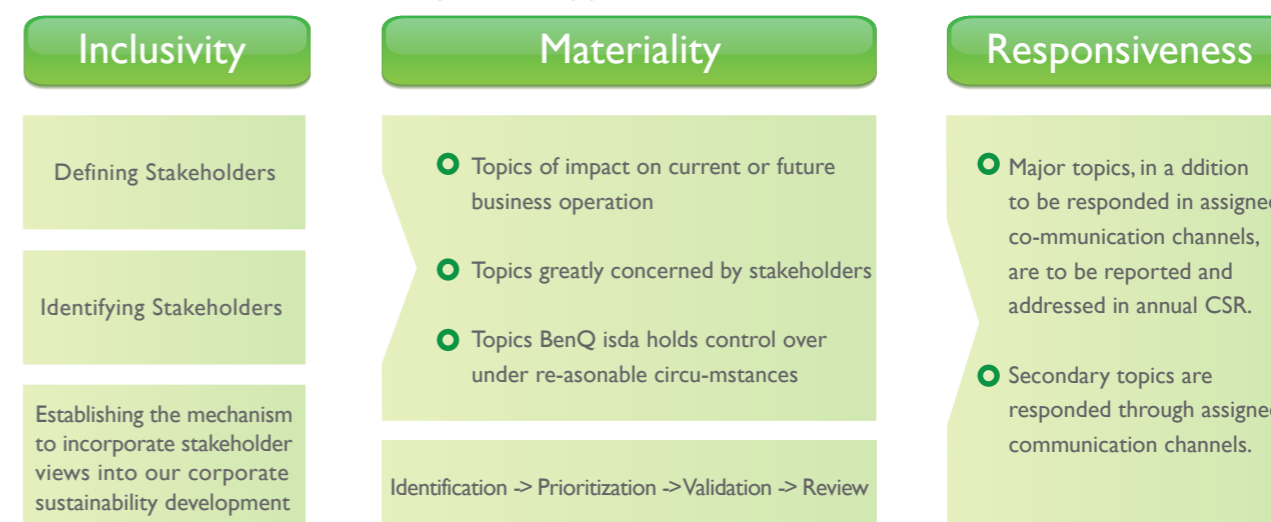 Inclusivity
Defining Stakeholders
Identifying Stakeholders
Establishing the mechanism
to incorporate stakeholder
views into our corporate
sustainability development
Materiality
Topics of impact on current or future
business operation
Topics greatly concerned by stakeholders
Topics BenQ isda holds control over
under re-asonable circu-mstances
Identification -> Prioritization ->Validation -> Review
Responsiveness
Major topics, in a ddition
to be responded in
co-mmunication channels,
are to be reported and
addressed in annual CSR.
Secondary topics are
responded through
communication channels.